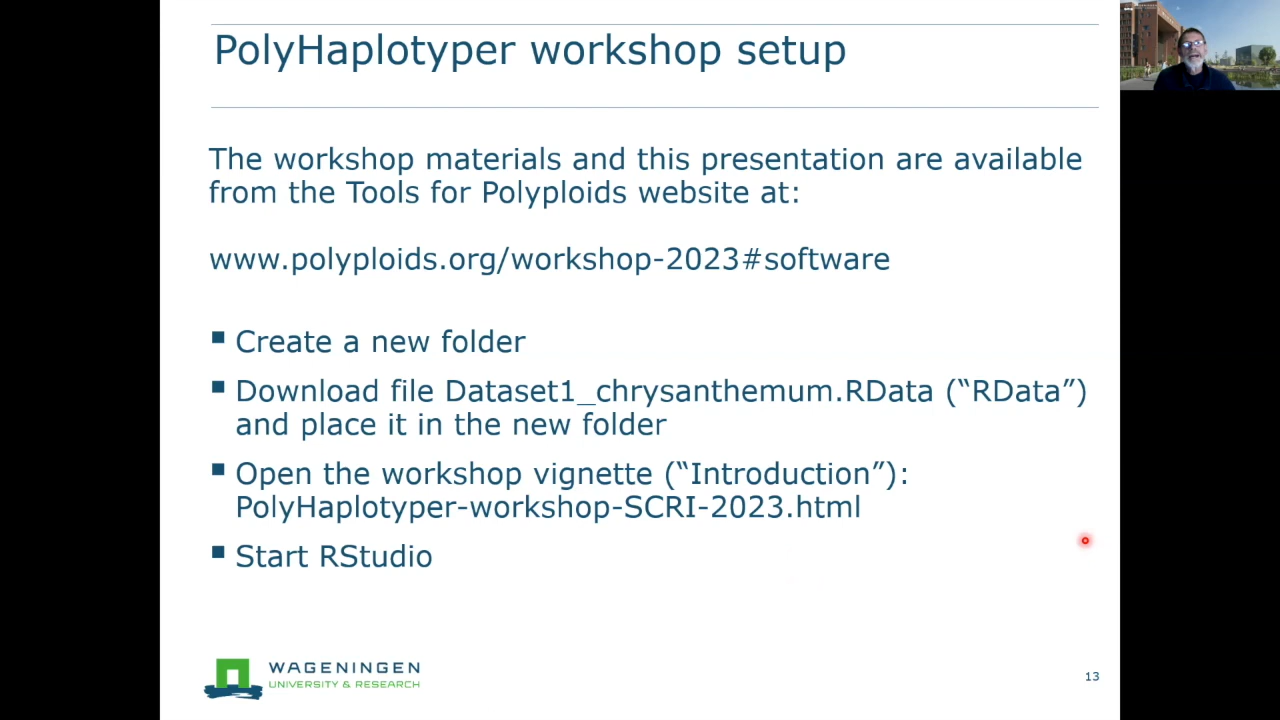 PolyHaplotyper workshop setup
The workshop materials and this presentation are available
from the Tools for Polyploids website at:
www.polyploids.org/workshop-2023#software
Create a new folder
Download file Dataset1_chrysanthemum.RData (“RData”)
and place it in the new folder
Open the workshop vignette (“Introduction”):
PolyHaplotyper-workshop-SCRI-2023.html
Start RStudio
WAGENINGEN
UNIVERSITY & RESEARCH
13